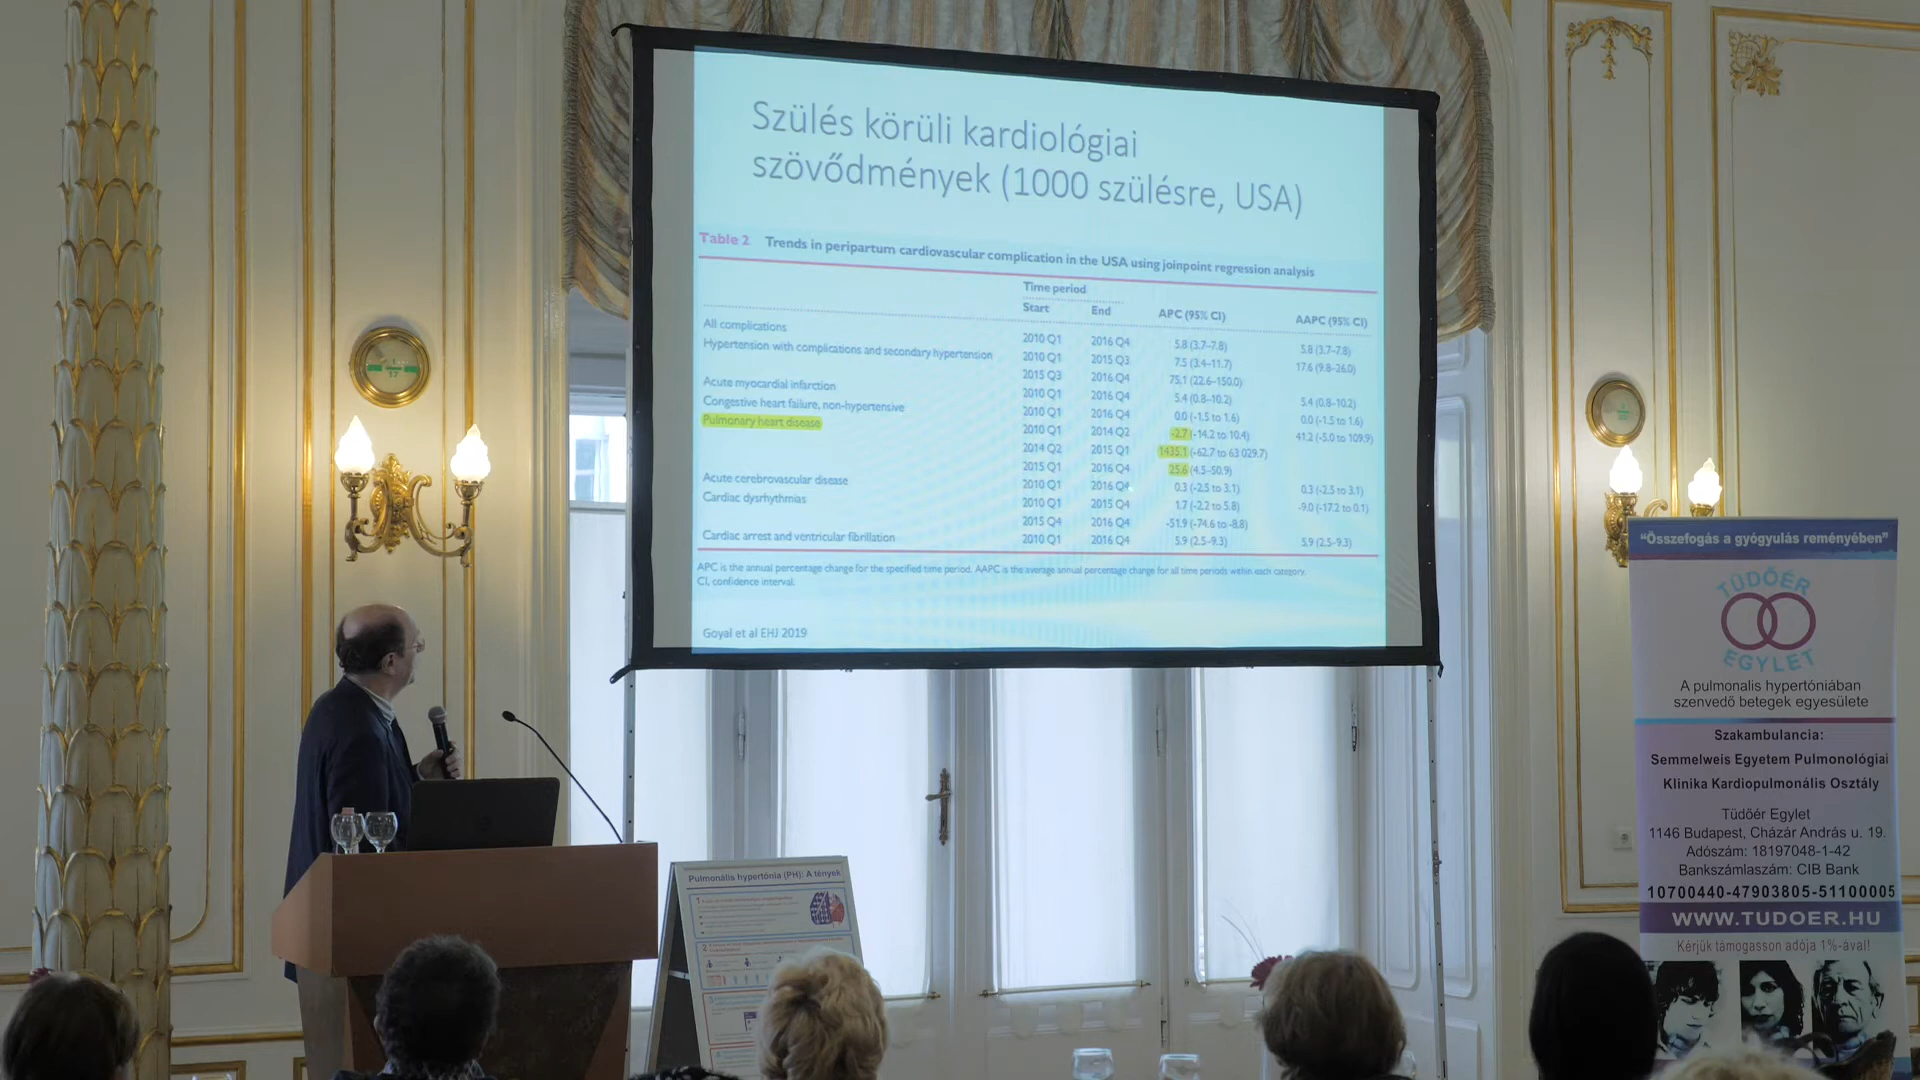 Szülés körüli kardiológiai
szövődmények (1000 szülésre, USA)
Table 2 Trends in peripartum cardiovascular complication in the USA using joinpoint regression analysis
Time period
Start End APC (95% CI) AAPC (95% CI)
All complications 2010 Q1 2016 Q4 5.8 (3.7–7.8) 5.8 (3.7–7.8)
Hypertension with complications and secondary hypertension 2010 Q1 2015 Q3 7.5 (3.4–11.7) 17.6 (9.8–26.0)
2015 Q3 2016 Q4 75.1 (22.6–150.0)
Acute myocardial infarction 2010 Q1 2016 Q4 5.4 (0.8–10.2) 5.4 (0.8–10.2)
Congestive heart failure, non-hypertensive 2010 Q1 2016 Q4 0.0 (-1.5 to 1.6) 0.0 (-1.5 to 1.6)
Pulmonary heart disease 2010 Q1 2014 Q2 -2.7 (-14.2 to 10.4) 41.2 (-5.0 to 109.9)
2014 Q2 2015 Q1 1435.1 (-62.7 to 63 029.7)
2015 Q1 2016 Q4 25.6 (4.5–50.9)
Acute cerebrovascular disease 2010 Q1 2016 Q4 0.3 (-2.5 to 3.1) 0.3 (-2.5 to 3.1)
Cardiac dysrhythmias 2010 Q1 2015 Q4 1.7 (-2.2 to 5.8) -9.0 (-17.2 to 0.1)
2015 Q4 2016 Q4 -51.9 (-74.6 to -8.8)
Cardiac arrest and ventricular fibrillation 2010 Q1 2016 Q4 5.9 (2.5–9.3) 5.9 (2.5–9.3)
APC is the annual percentage change for the specified time period. AAPC is the average annual percentage change for all time periods within each category.
CI, confidence interval.
Goyal et al EHJ 2019
"Összefogás a gyógyulás reményében"
TÜDŐÉR
EGYLET
A pulmonalis hypertóniában
szenvedő betegek egyesülete
Szakambulancia:
Semmelweis Egyetem Pulmonológiai
Klinika Kardiopulmonális Osztály
Tüdőér Egylet
1146 Budapest, Cházár András u. 19.
Adószám: 18197048-1-42
Bankszámlaszám: CIB Bank
10700440-47903805-51100005
WWW.TUDOER.HU
Kérjük támogasson adója 1%-ával!
Pulmonális hypertónia (PH): A tények
1
2
17